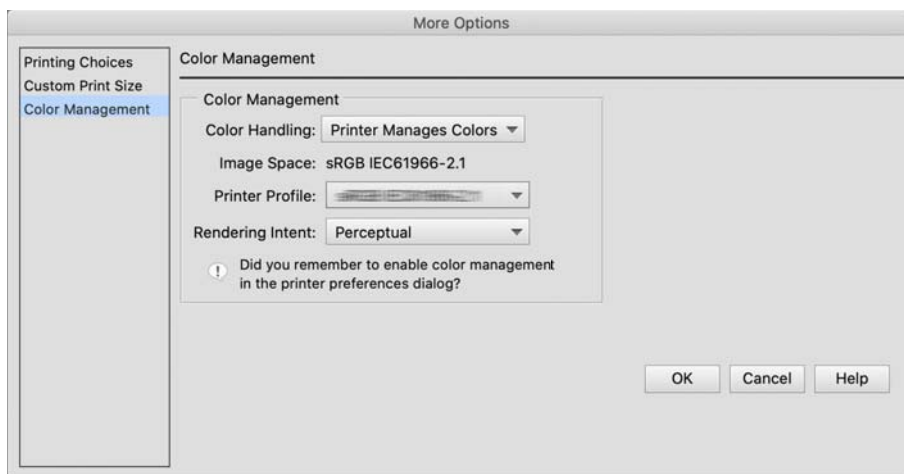 More Options
Printing Choices
Custom Print Size
Color Management
Color Management
Color Management
Color Handling: Printer Manages Colors
Image Space: sRGB IEC61966-2.1
Printer Profile:
Rendering Intent: Perceptual
! Did you remember to enable color management
in the printer preferences dialog?
OK Cancel Help